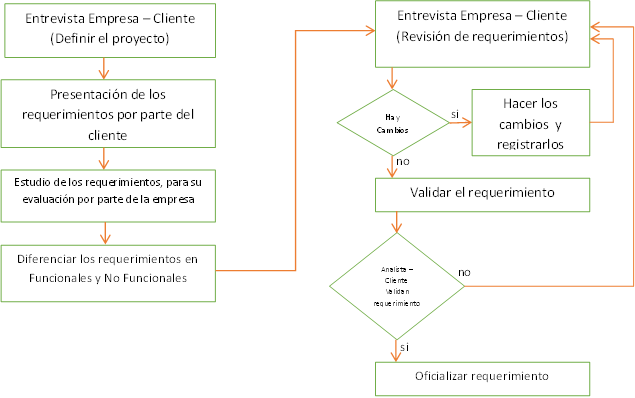 Entrevista Empresa – Cliente
(Definir el proyecto)
Presentación de los
requerimientos por parte del
cliente
Estudio de los requerimientos, para su
evaluación por parte de la empresa
Diferenciar los requerimientos en
Funcionales y No Funcionales
Entrevista Empresa – Cliente
(Revisión de requerimientos)
Hay
Cambios
si
Hacer los
cambios y
registrarlos
no
Validar el requerimiento
Analista –
Cliente
Validan
requerimiento
no
si
Oficializar requerimiento